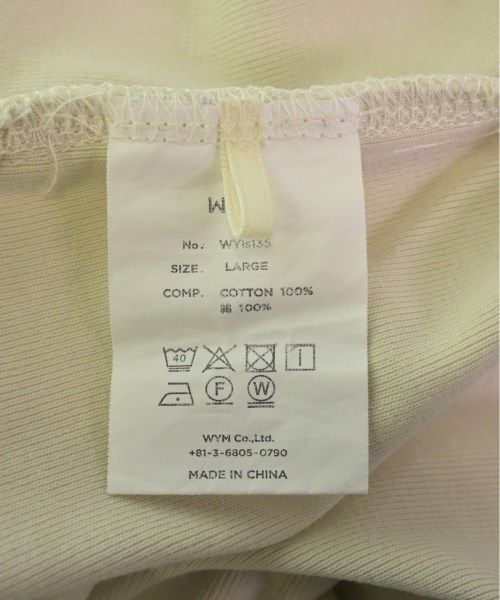 No. WYIS135
SIZE. LARGE
COMP. COTTON 100%
綿 100%
40
F W
WYM Co.,Ltd.
+81-3-6805-0790
MADE IN CHINA